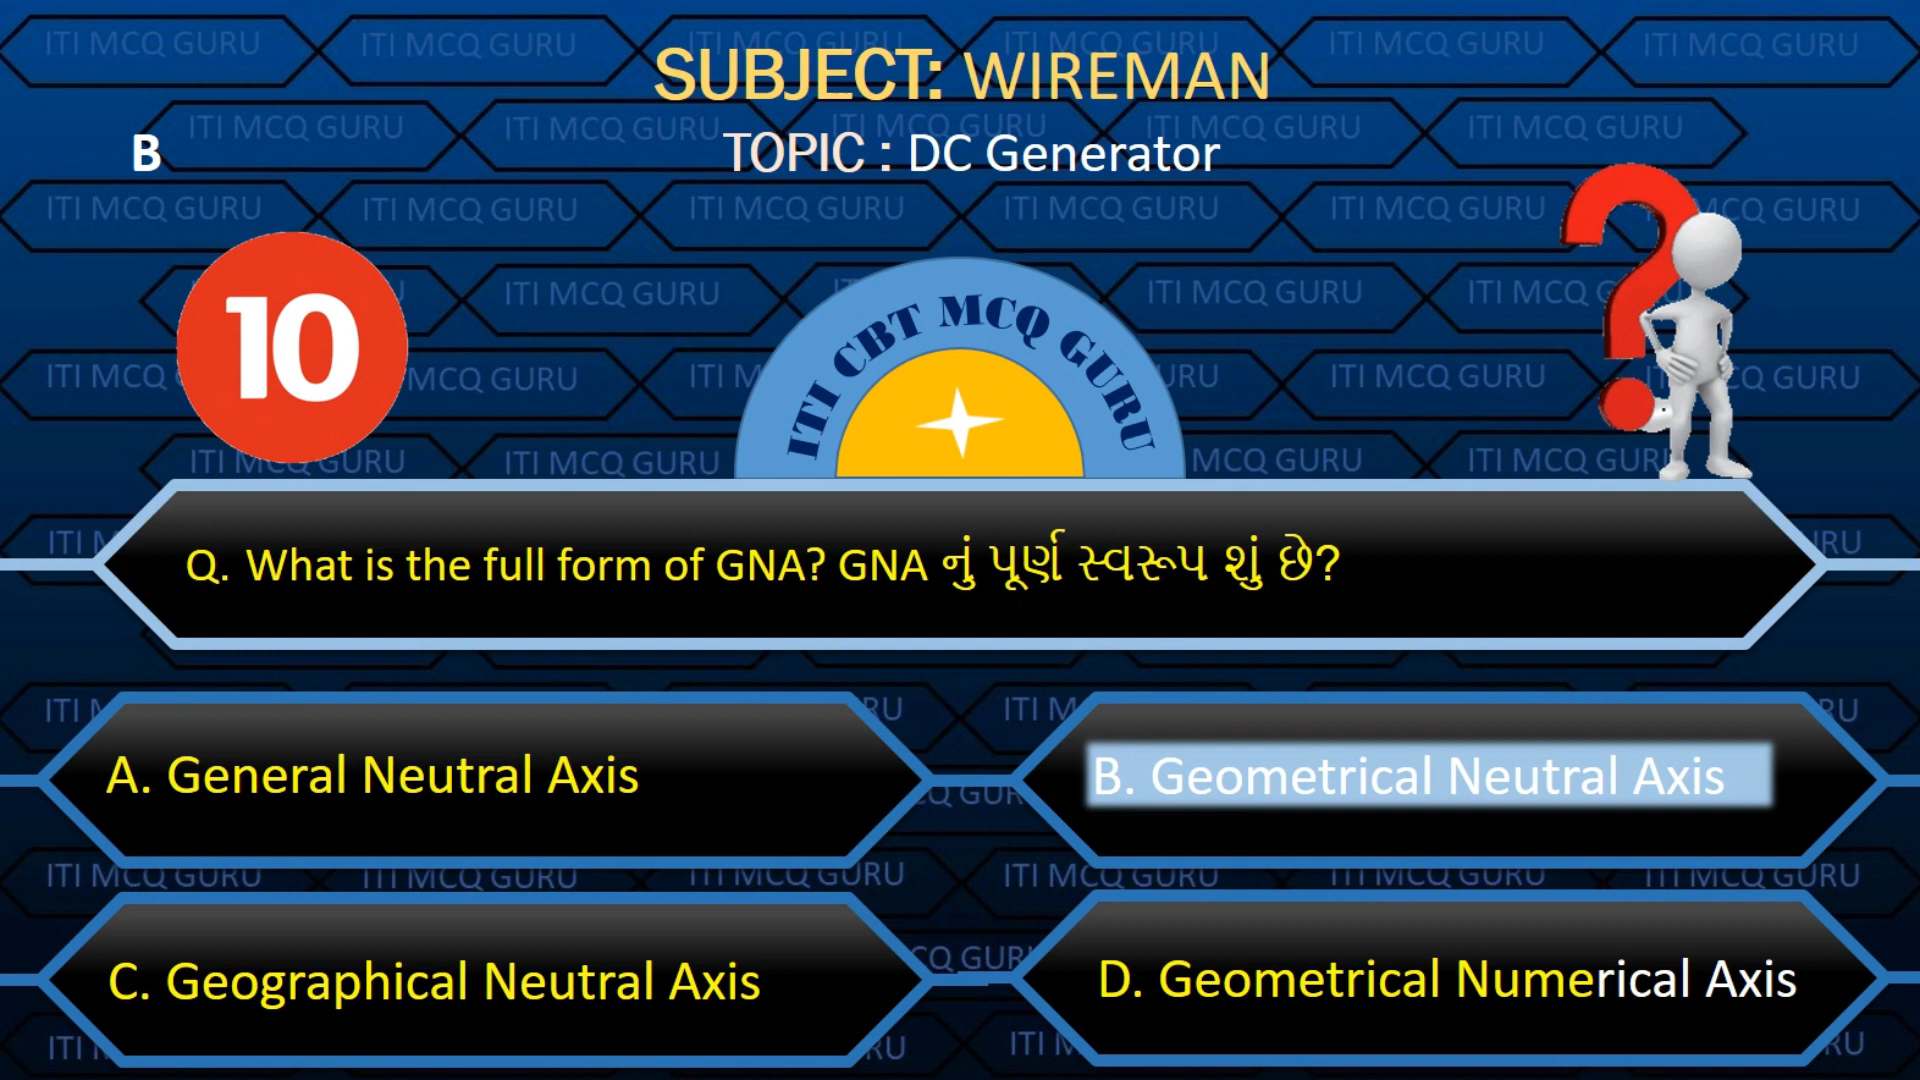 SUBJECT: WIREMAN
B
TOPIC : DC Generator
10
ITI CBT MCQ GURU
Q. What is the full form of GNA? GNA નું પૂર્ણ સ્વરૂપ શું છે?
A. General Neutral Axis
B. Geometrical Neutral Axis
C. Geographical Neutral Axis
D. Geometrical Numerical Axis